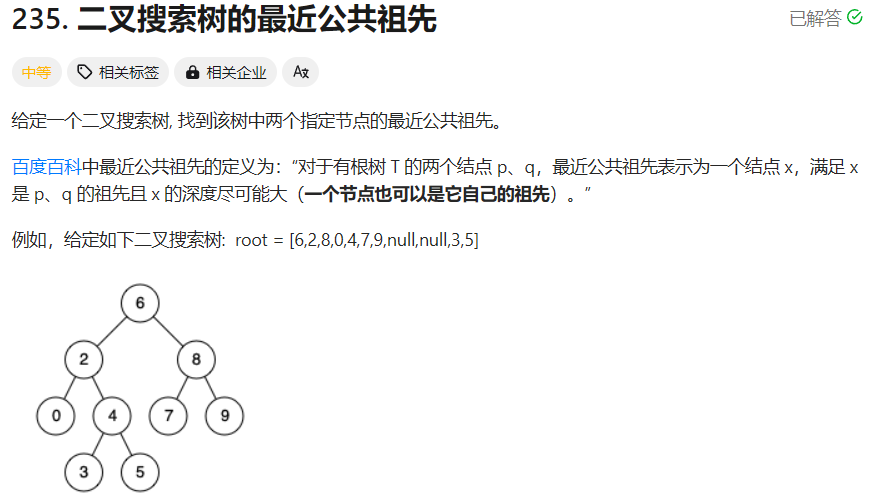 235. 二叉搜索树的最近公共祖先
已解答
中等 相关标签 相关企业
给定一个二叉搜索树, 找到该树中两个指定节点的最近公共祖先。
百度百科中最近公共祖先的定义为：“对于有根树 T 的两个结点 p、q，最近公共祖先表示为一个结点 x，满足 x
是 p、q 的祖先且 x 的深度尽可能大（一个节点也可以是它自己的祖先）。”
例如，给定如下二叉搜索树:  root = [6,2,8,0,4,7,9,null,null,3,5]
6
2 8
0 4 7 9
3 5